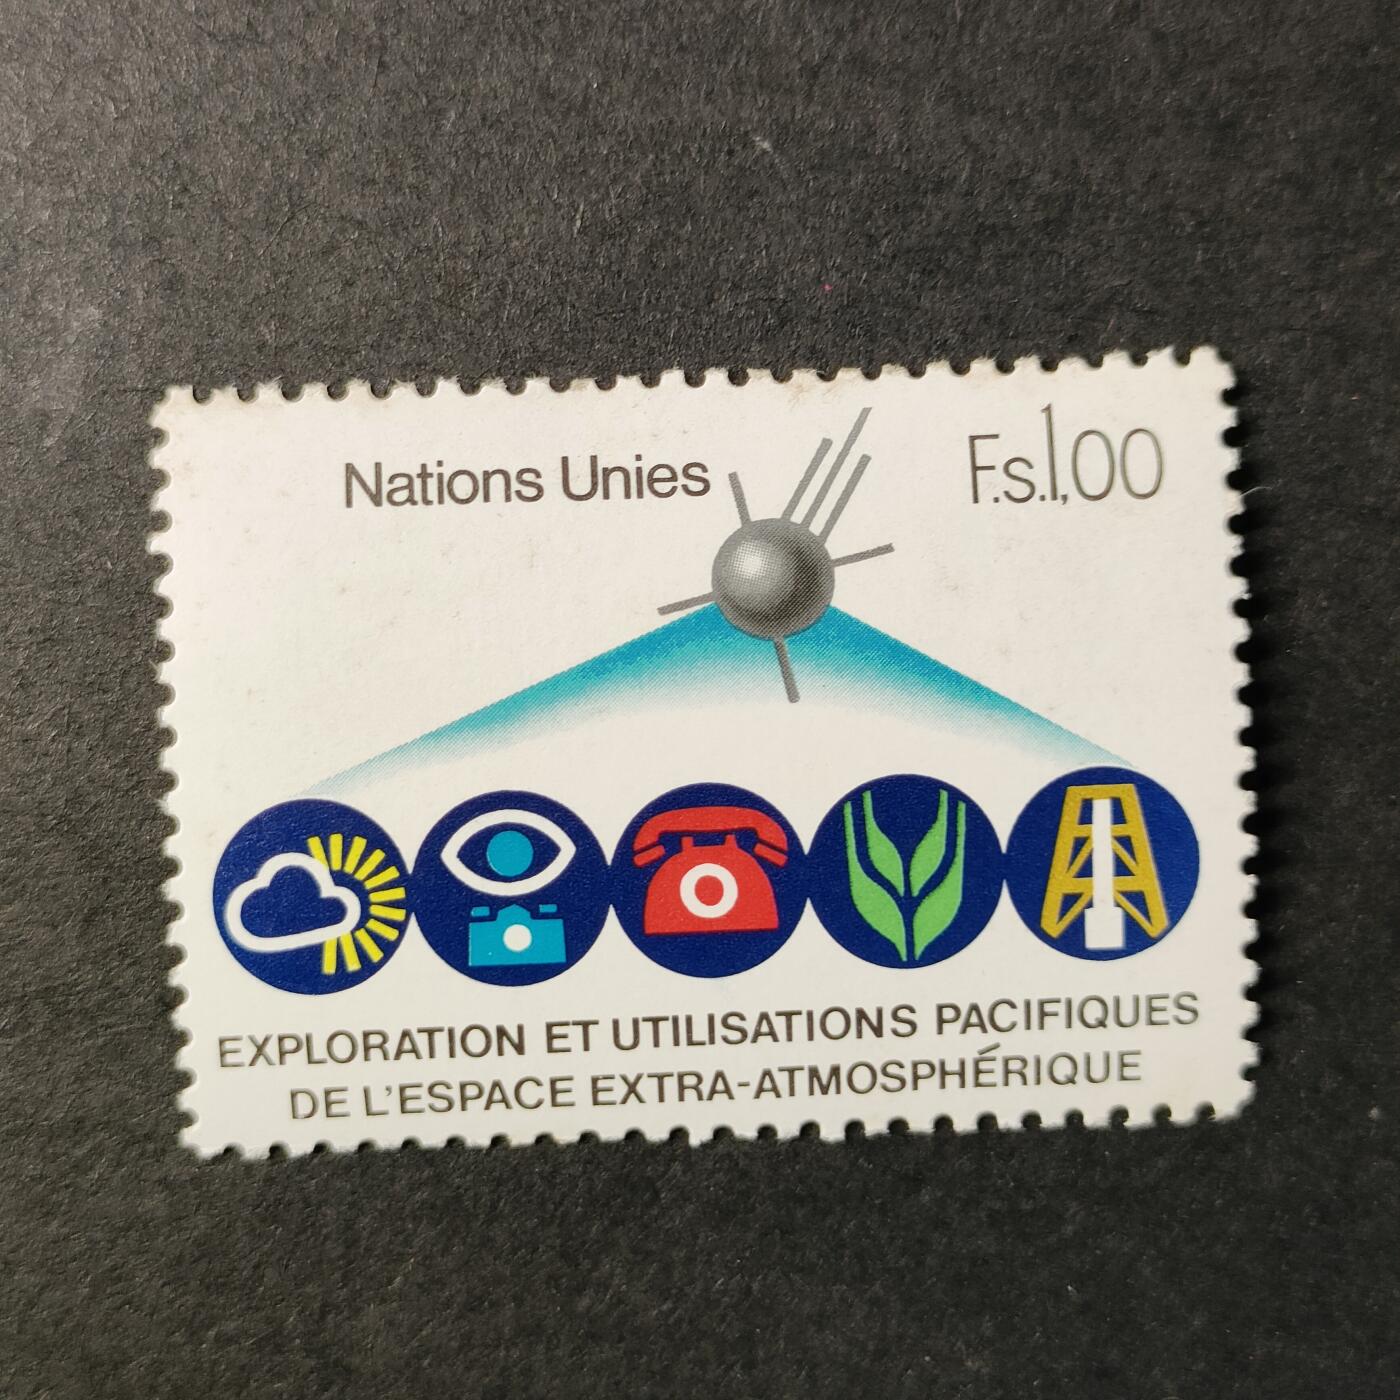 Nations Unies
F.s.1,00
EXPLORATION ET UTILISATIONS PACIFIQUES
DE L'ESPACE EXTRA-ATMOSPHÉRIQUE